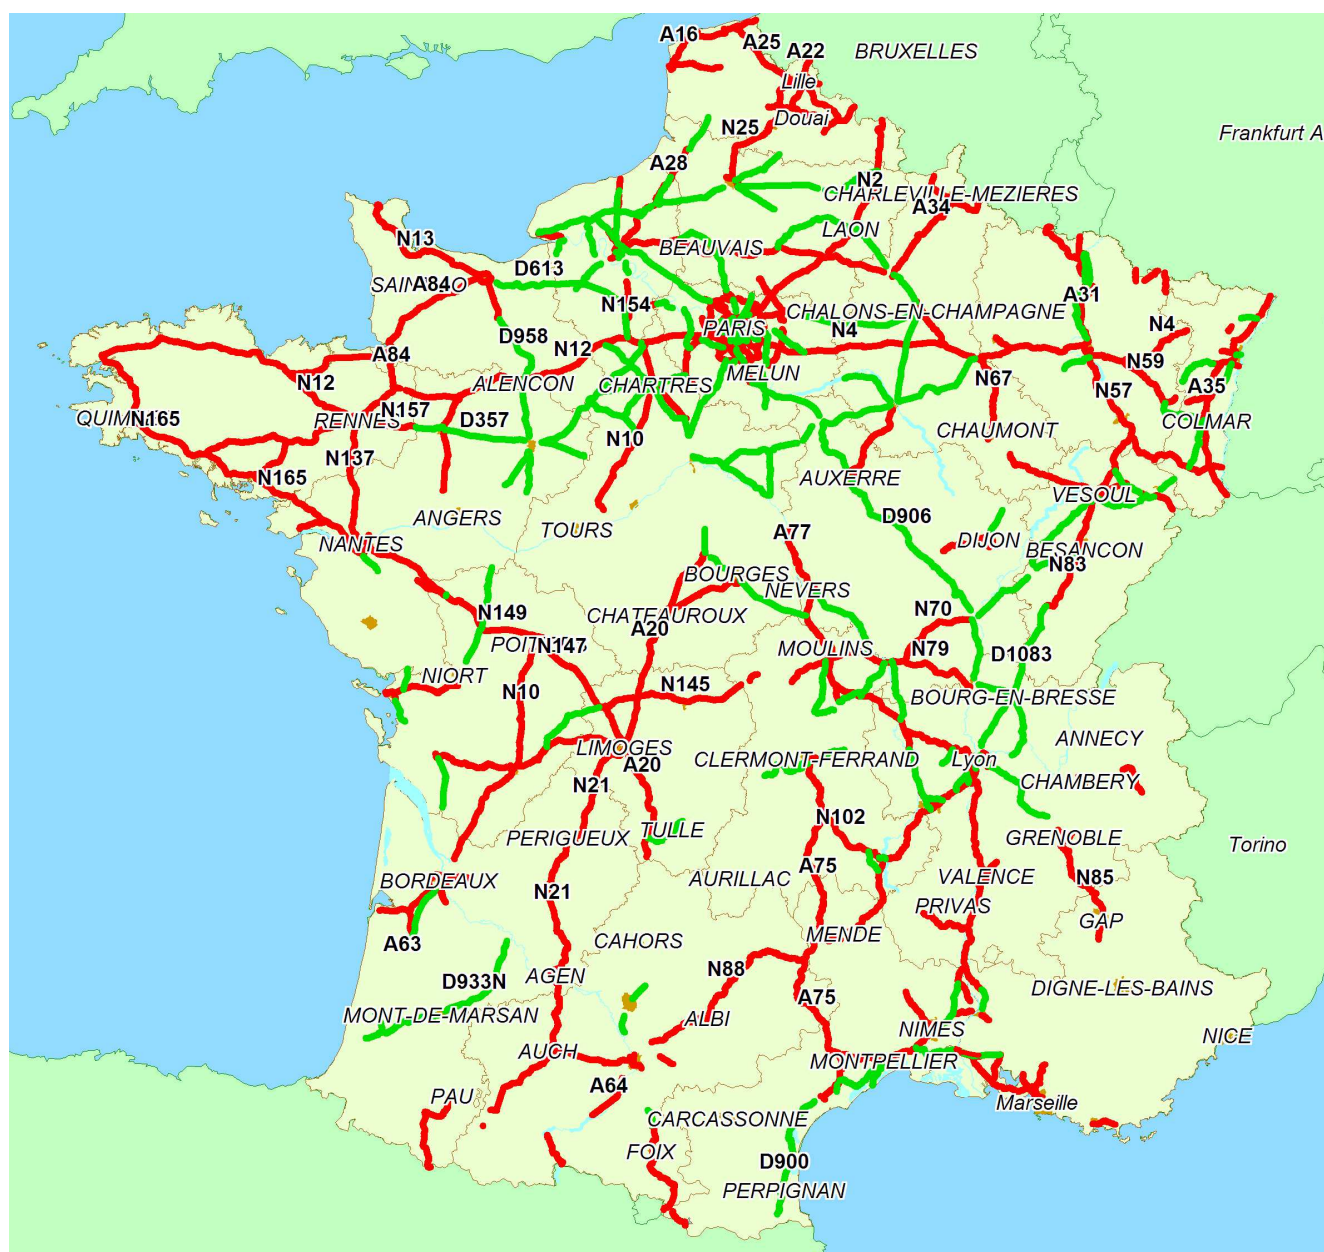 A16
A25
A22
BRUXELLES
Lille
Douai
N25
Frankfurt A
A28
N2
CHARLEVILLE-MEZIERES
A34
N13
LAON
BEAUVAIS
D613
A84
A31
N154
CHALONS-EN-CHAMPAGNE
PARIS
N4
N4
D958
N12
A84
N59
MELUN
N12
ALENCON
CHARTRES
N67
N57
A35
N165
RENNES
N157
D357
COLMAR
CHAUMONT
N10
N137
N165
AUXERRE
VESOUL
ANGERS
TOURS
D906
A77
DIJON
NANTES
BESANCON
N83
BOURGES
NEVERS
N149
CHATEAUROUX
N70
A20
N147
MOULINS
N79
D1083
NIORT
N10
N145
BOURG-EN-BRESSE
ANNECY
LIMOGES
CLERMONT-FERRAND
Lyon
A20
N21
CHAMBERY
N102
TULLE
PERIGUEUX
GRENOBLE
Torino
A75
AURILLAC
VALENCE
N85
BORDEAUX
N21
PRIVAS
GAP
A63
CAHORS
MENDE
N88
AGEN
D933N
DIGNE-LES-BAINS
A75
MONT-DE-MARSAN
ALBI
NIMES
NICE
AUCH
MONTPELLIER
A64
PAU
Marseille
CARCASSONNE
FOIX
D900
PERPIGNAN